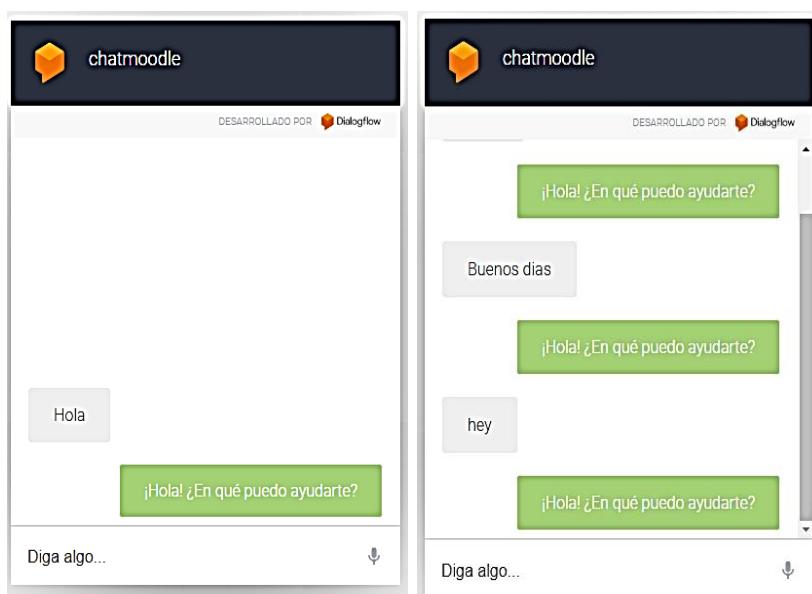 chatmoodle
DESARROLLADO POR Dialogflow
Hola
¡Hola! ¿En qué puedo ayudarte?
Diga algo...
chatmoodle
DESARROLLADO POR Dialogflow
¡Hola! ¿En qué puedo ayudarte?
Buenos dias
¡Hola! ¿En qué puedo ayudarte?
hey
¡Hola! ¿En qué puedo ayudarte?
Diga algo...